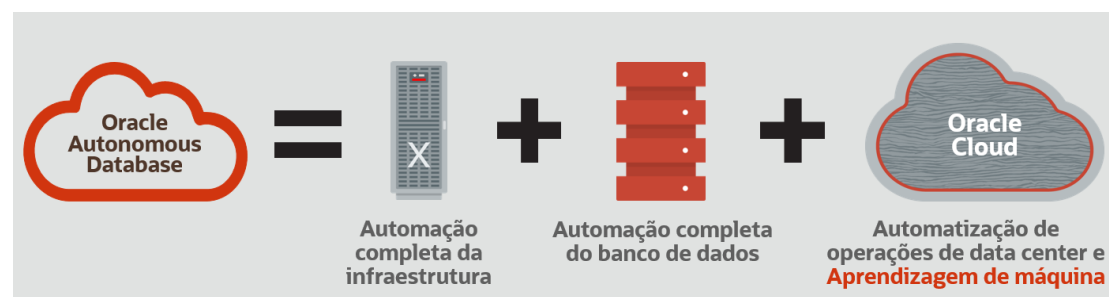 Oracle
Autonomous
Database
X
Automação
completa da
infraestrutura
Automação completa
do banco de dados
Oracle
Cloud
Automatização de
operações de data center e
Aprendizagem de máquina